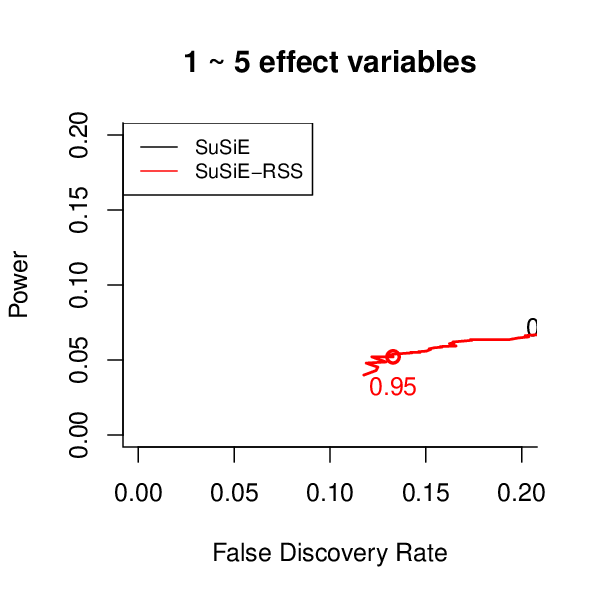 1 ~ 5 effect variables
SuSiE
SuSiE−RSS
Power
0.20
0.15
0.10
0.05
0.00
0
0.95
0.00 0.05 0.10 0.15 0.20
False Discovery Rate